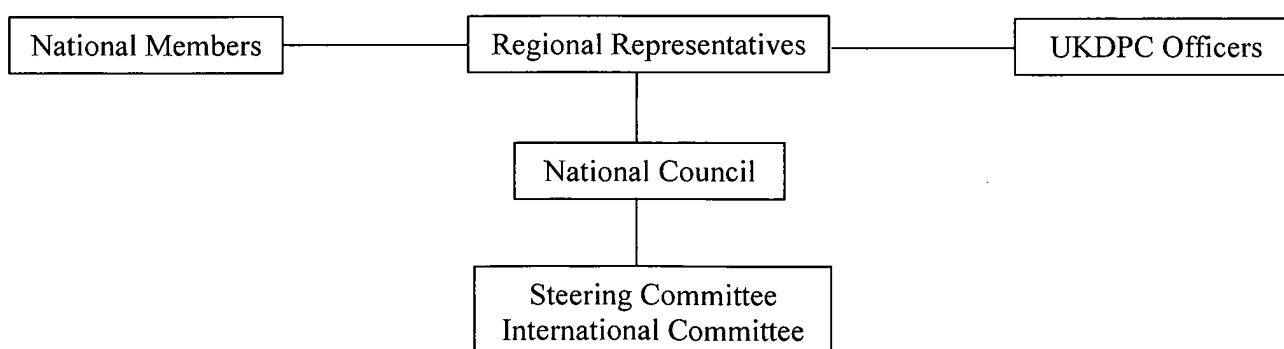 National Members
Regional Representatives
UKDPC Officers
National Council
Steering Committee
International Committee